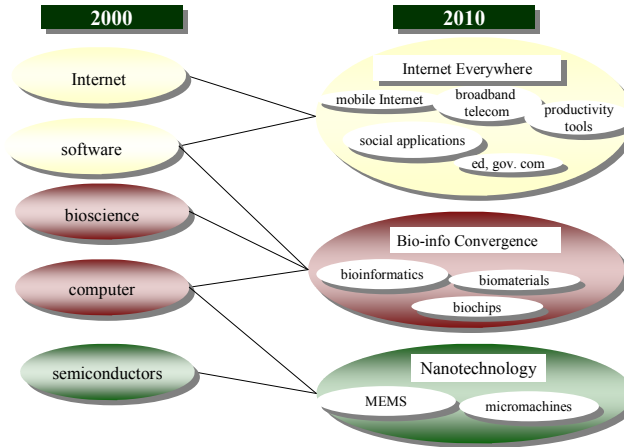 2000
2010
Internet
software
bioscience
computer
semiconductors
Internet Everywhere
mobile Internet
broadband
telecom
productivity
tools
social applications
ed, gov. com
Bio-info Convergence
bioinformatics
biomaterials
biochips
Nanotechnology
MEMS
micromachines